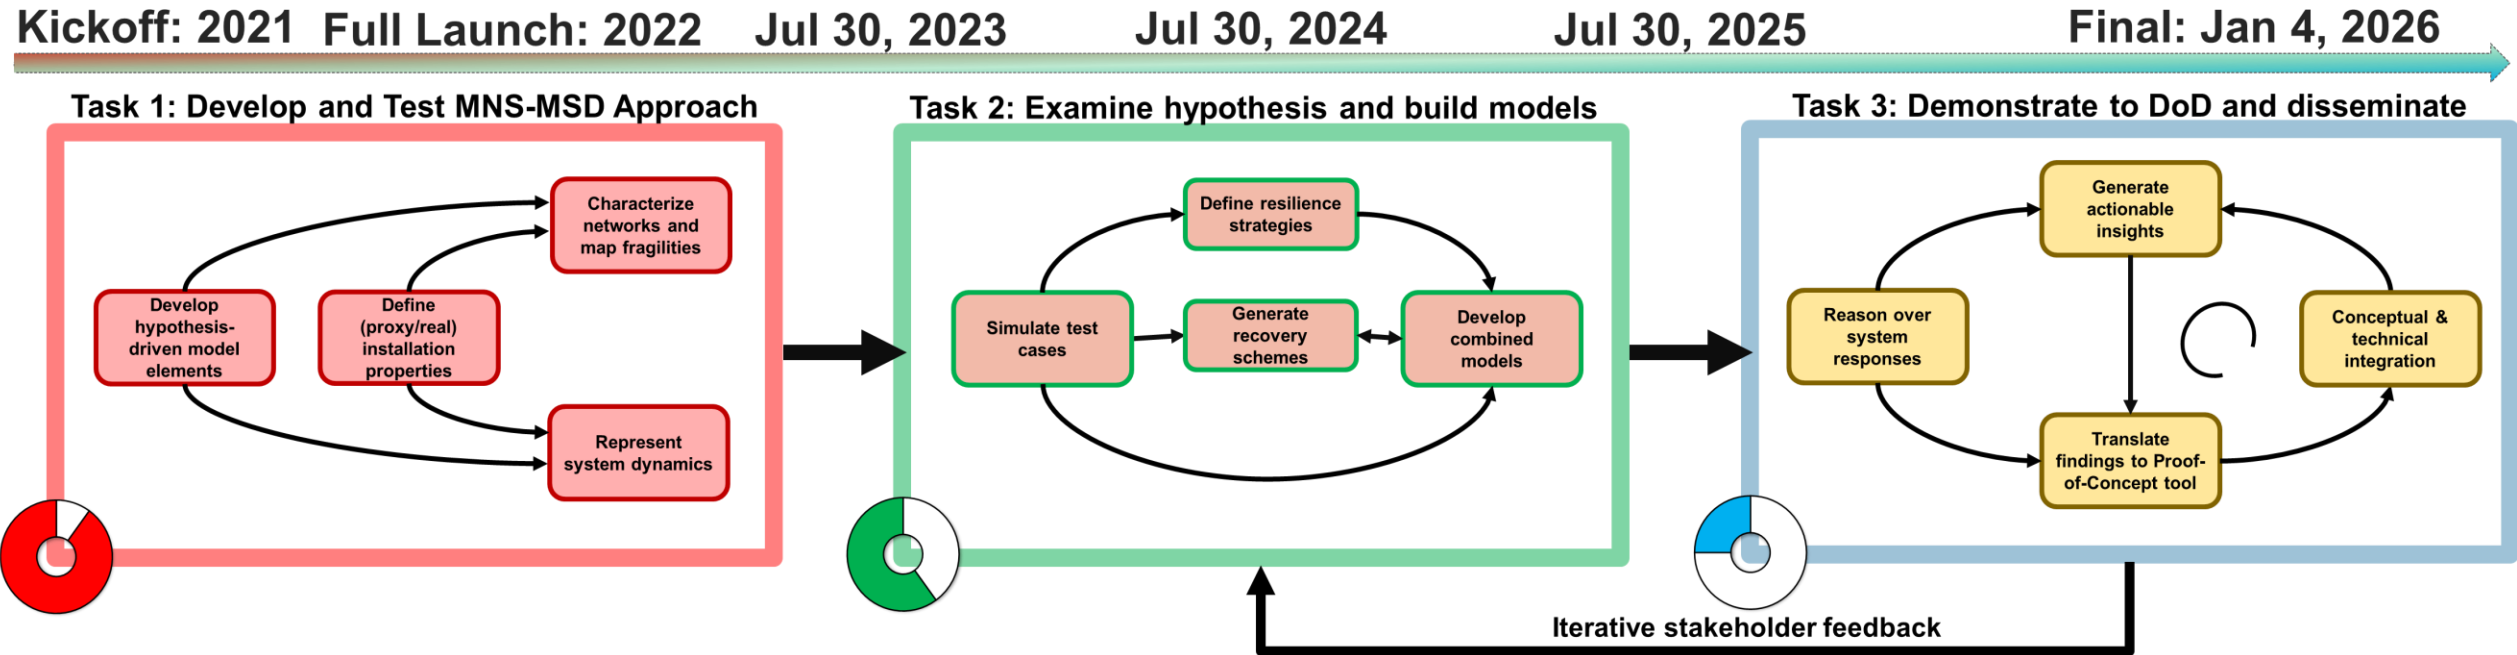 Kickoff: 2021
Full Launch: 2022
Jul 30, 2023
Jul 30, 2024
Jul 30, 2025
Final: Jan 4, 2026
Task 1: Develop and Test MNS-MSD Approach
Characterize
networks and
map fragilities
Develop
hypothesis-
driven model
elements
Define
(proxy/real)
installation
properties
Represent
system dynamics
Task 2: Examine hypothesis and build models
Define resilience
strategies
Simulate test
cases
Generate
recovery
schemes
Develop
combined
models
Task 3: Demonstrate to DoD and disseminate
Generate
actionable
insights
Reason over
system
responses
Conceptual &
technical
integration
Translate
findings to Proof-
of-Concept tool
Iterative stakeholder feedback